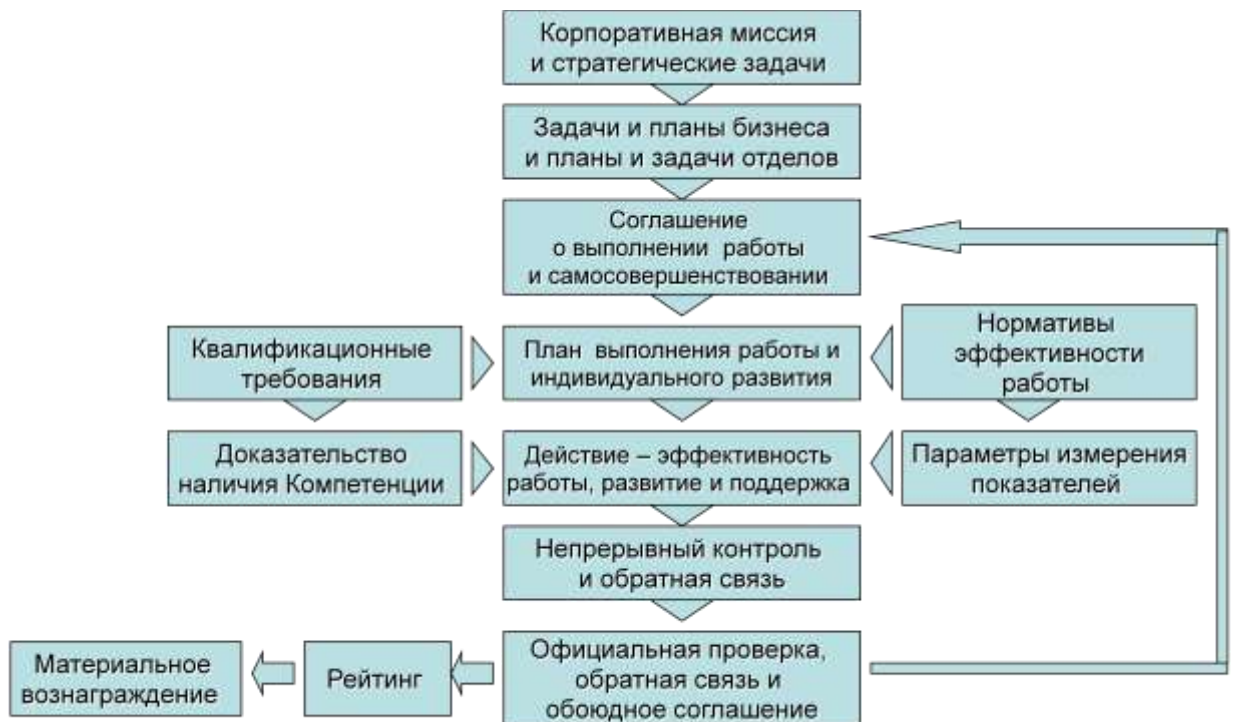 Корпоративная миссия
и стратегические задачи
Задачи и планы бизнеса
и планы и задачи отделов
Соглашение
о выполнении работы
и самосовершенствовании
Квалификационные
требования
План выполнения работы и
индивидуального развития
Нормативы
эффективности
работы
Доказательство
наличия Компетенции
Действие – эффективность
работы, развитие и поддержка
Параметры измерения
показателей
Непрерывный контроль
и обратная связь
Материальное
вознаграждение
Рейтинг
Официальная проверка,
обратная связь и
обоюдное соглашение